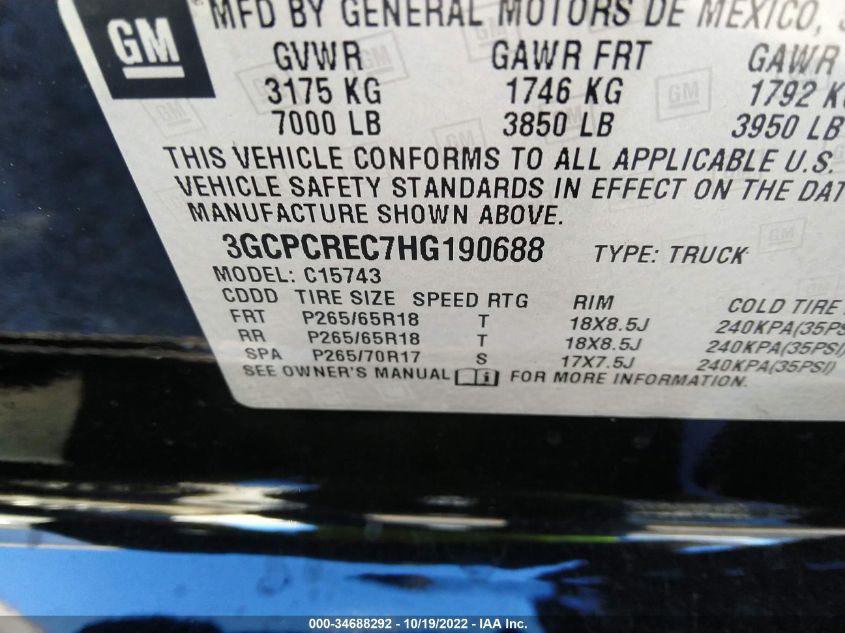 GM
MFD BY GENERAL MOTORS DE MEXICO,
GVWR GAWR FRT GAWR
3175 KG 1746 KG 1792
7000 LB 3850 LB 3950 LB
THIS VEHICLE CONFORMS TO ALL APPLICABLE U.S.
VEHICLE SAFETY STANDARDS IN EFFECT ON THE DAT
MANUFACTURE SHOWN ABOVE.
3GCPCREC7HG190688 TYPE: TRUCK
MODEL: C15743
CDDD TIRE SIZE SPEED RTG RIM COLD TIRE
FRT P265/65R18 T 18X8.5J 240KPA(35PS
RR P265/65R18 T 18X8.5J 240KPA(35PSI)
SPA P265/70R17 S 17X7.5J 240KPA(35PSI)
SEE OWNER'S MANUAL i FOR MORE INFORMATION.
000-34688292 - 10/19/2022 - IAA Inc.